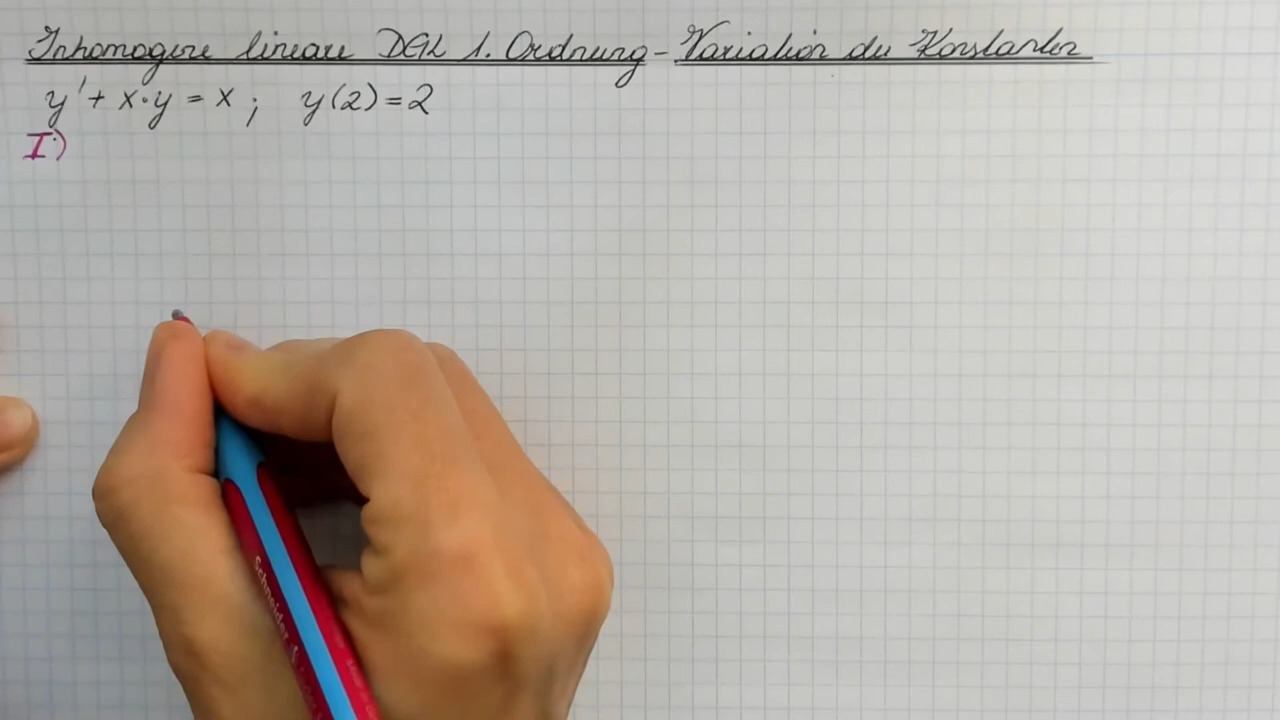 Inhomogene lineare DGL 1. Ordnung - Variation der Konstanten
y' + x·y = x ; y(2) = 2
I)
Schneider